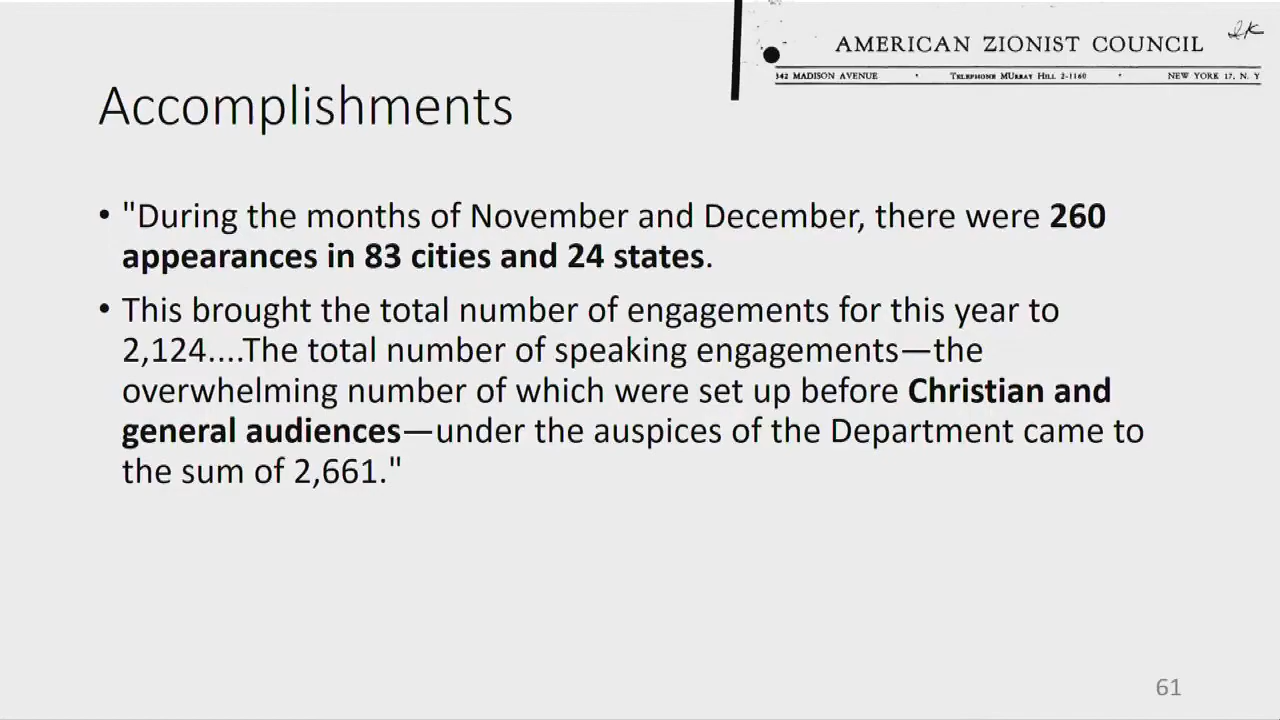 AMERICAN ZIONIST COUNCIL
342 MADISON AVENUE • TELEPHONE MURRAY HILL 2-1160 • NEW YORK 17, N. Y
Accomplishments
• "During the months of November and December, there were 260
appearances in 83 cities and 24 states.
• This brought the total number of engagements for this year to
2,124....The total number of speaking engagements—the
overwhelming number of which were set up before Christian and
general audiences—under the auspices of the Department came to
the sum of 2,661."
61